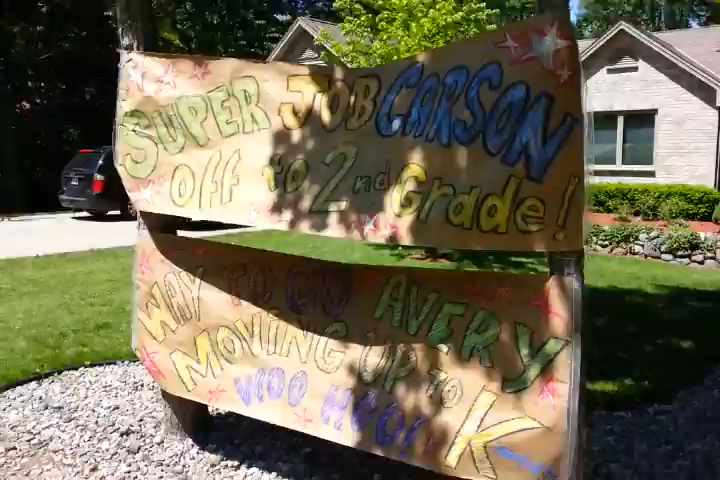 SUPER JOB CARSON
Off to 2nd Grade!
WAY TO GO AVERY
MOVING UP TO K
WOO HOO!